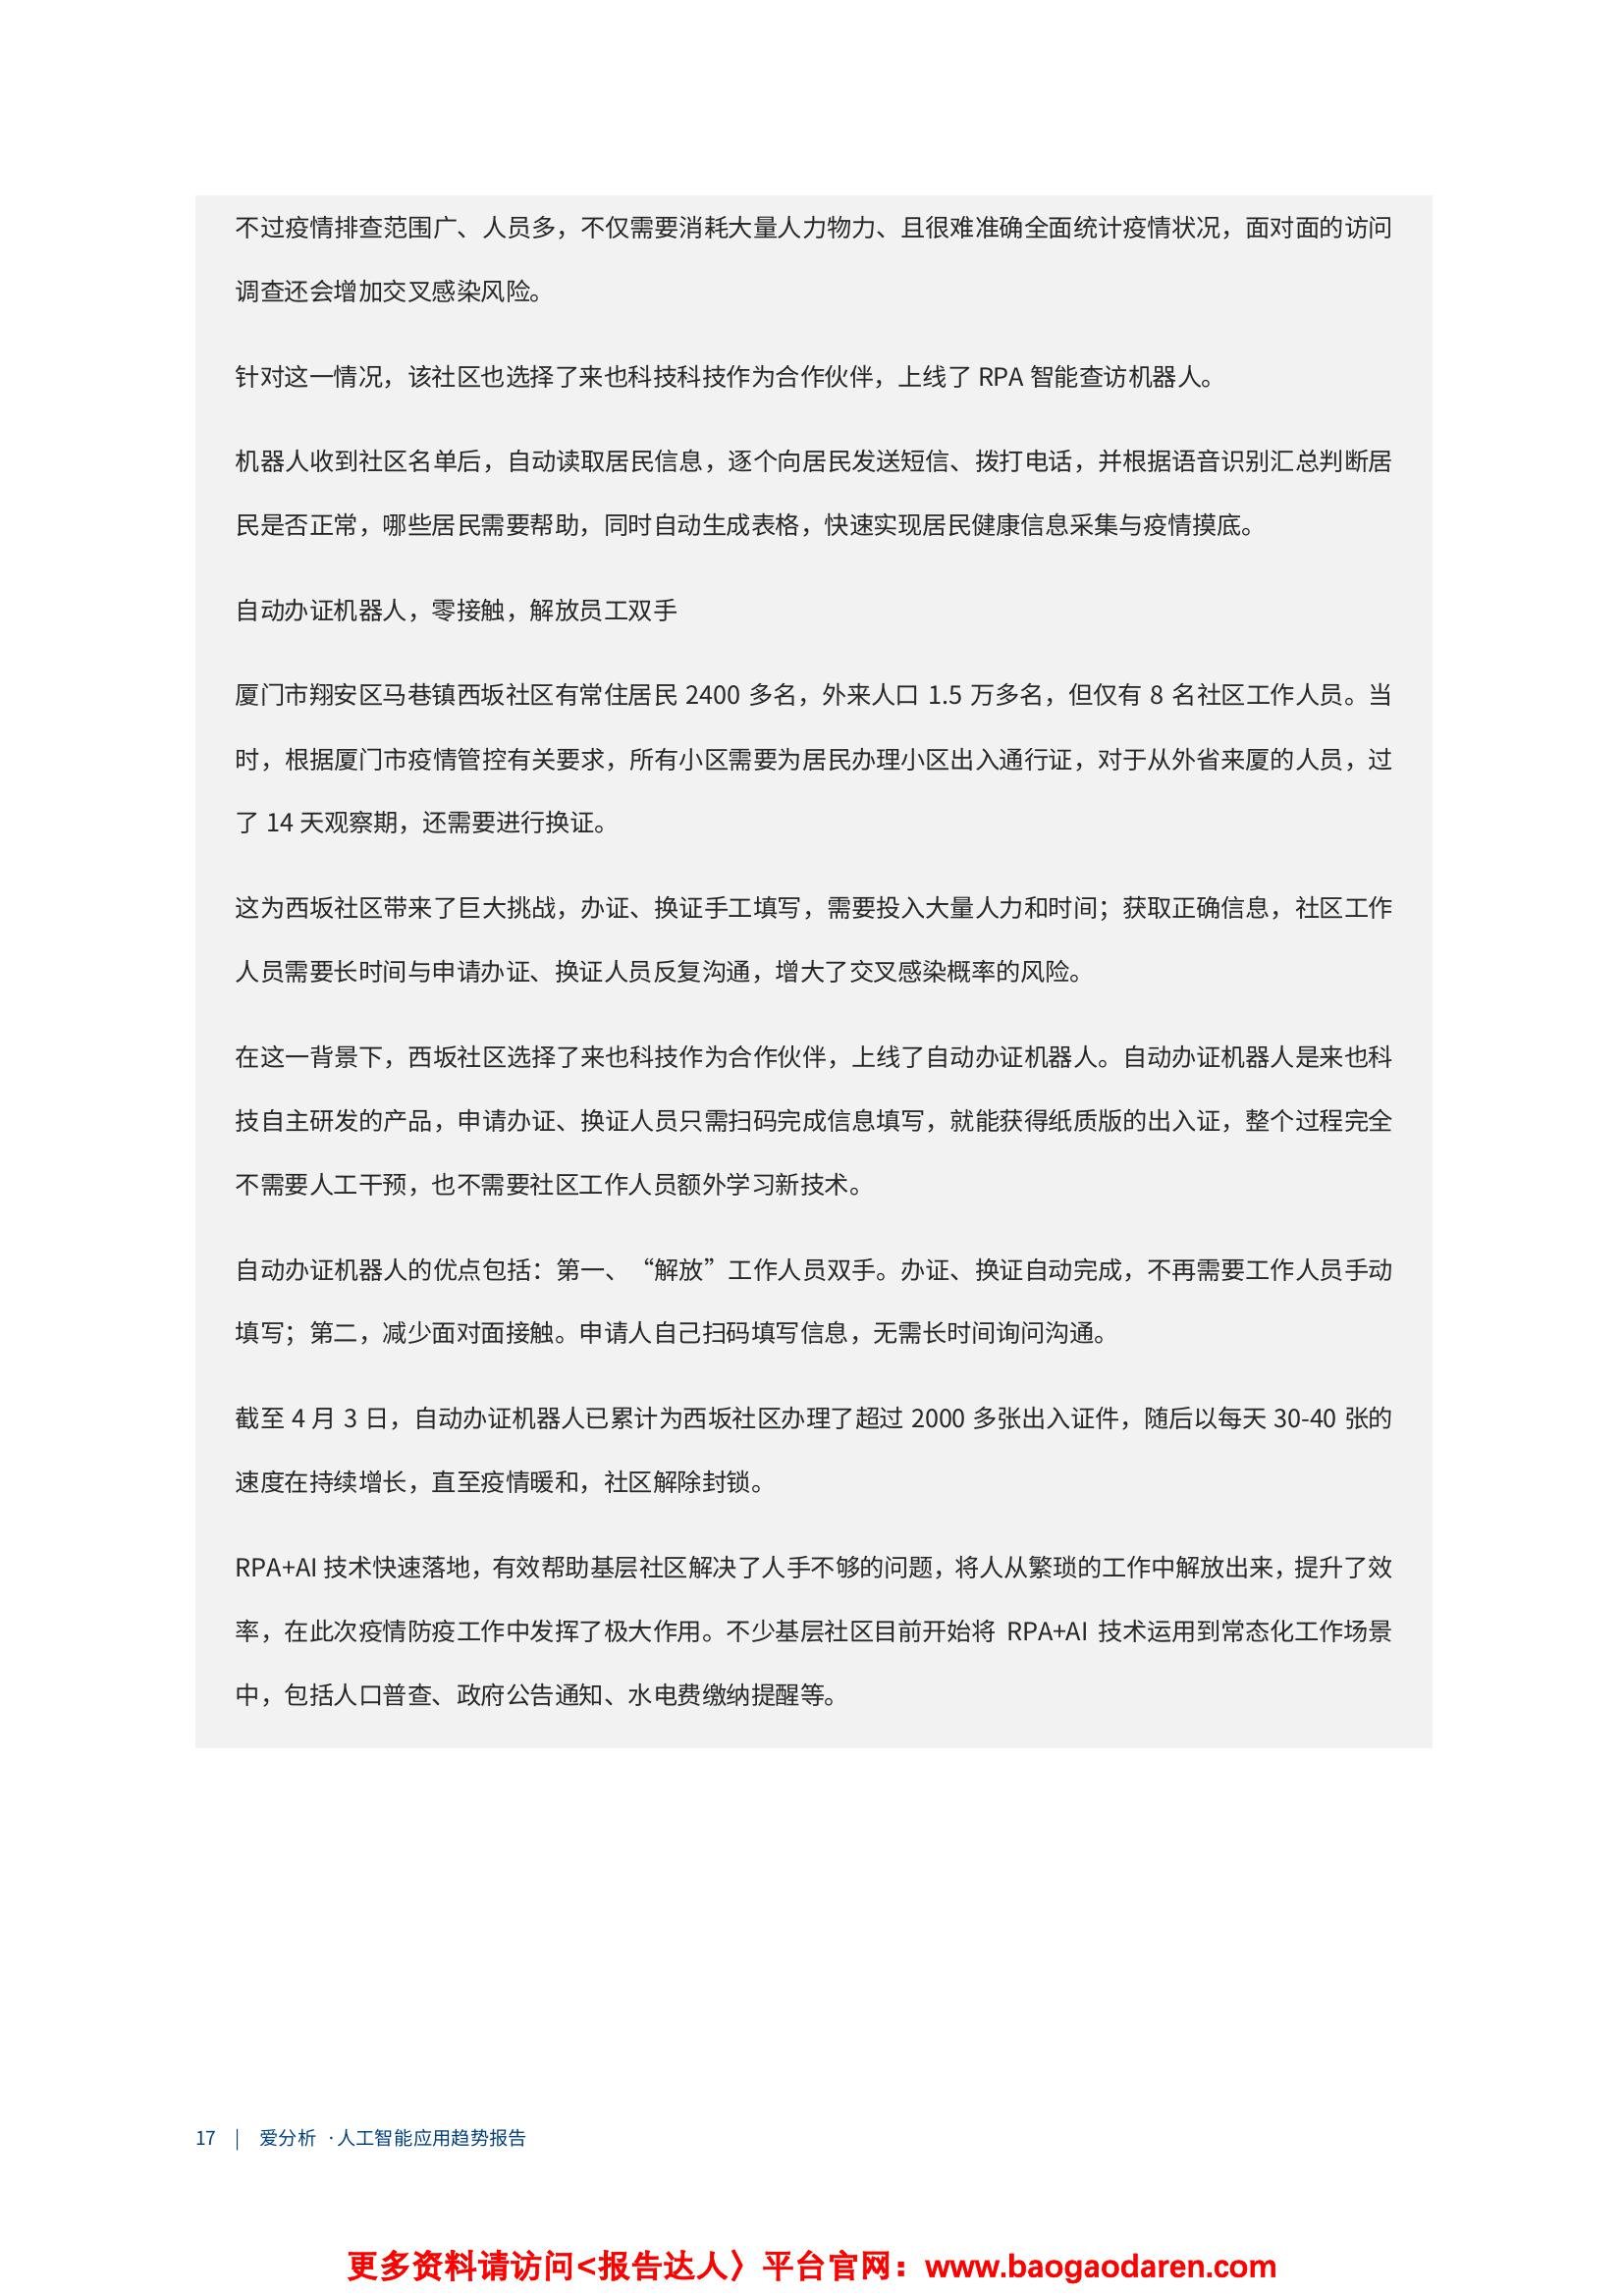 不过疫情排查范围广、人员多，不仅需要消耗大量人力物力、且很难准确全面统计疫情状况，面对面的访问
调查还会增加交叉感染风险。
针对这一情况，该社区也选择了来也科技科技作为合作伙伴，上线了 RPA 智能查访机器人。
机器人收到社区名单后，自动读取居民信息，逐个向居民发送短信、拨打电话，并根据语音识别汇总判断居
民是否正常，哪些居民需要帮助，同时自动生成表格，快速实现居民健康信息采集与疫情摸底。
自动办证机器人，零接触，解放员工双手
厦门市翔安区马巷镇西坂社区有常住居民 2400 多名，外来人口 1.5 万多名，但仅有 8 名社区工作人员。当
时，根据厦门市疫情管控有关要求，所有小区需要为居民办理小区出入通行证，对于从外省来厦的人员，过
了 14 天观察期，还需要进行换证。
这为西坂社区带来了巨大挑战，办证、换证手工填写，需要投入大量人力和时间；获取正确信息，社区工作
人员需要长时间与申请办证、换证人员反复沟通，增大了交叉感染概率的风险。
在这一背景下，西坂社区选择了来也科技作为合作伙伴，上线了自动办证机器人。自动办证机器人是来也科
技自主研发的产品，申请办证、换证人员只需扫码完成信息填写，就能获得纸质版的出入证，整个过程完全
不需要人工干预，也不需要社区工作人员额外学习新技术。
自动办证机器人的优点包括：第一、“解放”工作人员双手。办证、换证自动完成，不再需要工作人员手动
填写；第二，减少面对面接触。申请人自己扫码填写信息，无需长时间询问沟通。
截至 4 月 3 日，自动办证机器人已累计为西坂社区办理了超过 2000 多张出入证件，随后以每天 30-40 张的
速度在持续增长，直至疫情暖和，社区解除封锁。
RPA+AI 技术快速落地，有效帮助基层社区解决了人手不够的问题，将人从繁琐的工作中解放出来，提升了效
率，在此次疫情防疫工作中发挥了极大作用。不少基层社区目前开始将 RPA+AI 技术运用到常态化工作场景
中，包括人口普查、政府公告通知、水电费缴纳提醒等。
17 | 爱分析 ·人工智能应用趋势报告
更多资料请访问<报告达人〉平台官网：www.baogaodaren.com